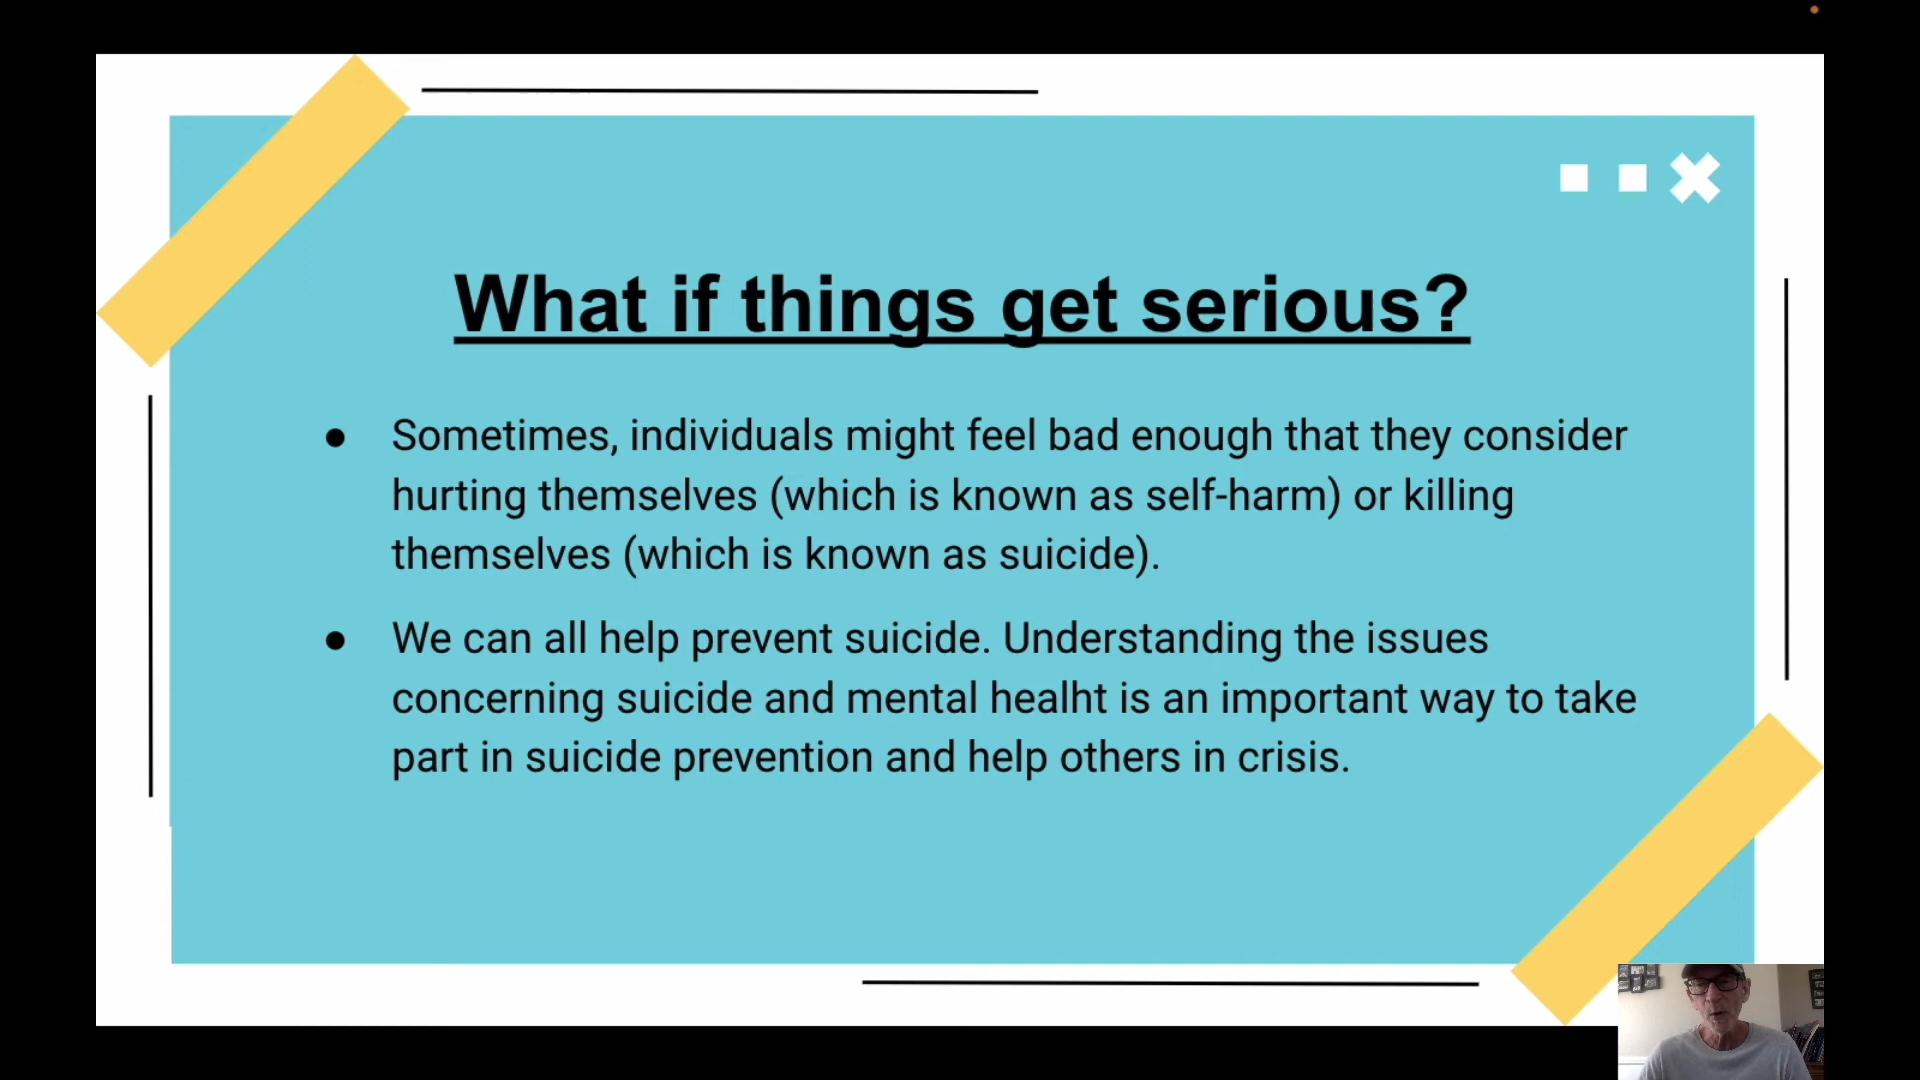 What if things get serious?
● Sometimes, individuals might feel bad enough that they consider
hurting themselves (which is known as self-harm) or killing
themselves (which is known as suicide).
● We can all help prevent suicide. Understanding the issues
concerning suicide and mental healht is an important way to take
part in suicide prevention and help others in crisis.